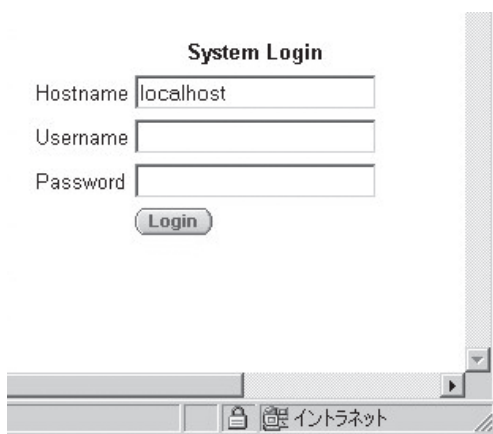 System Login
Hostname localhost
Username
Password
Login
イントラネット